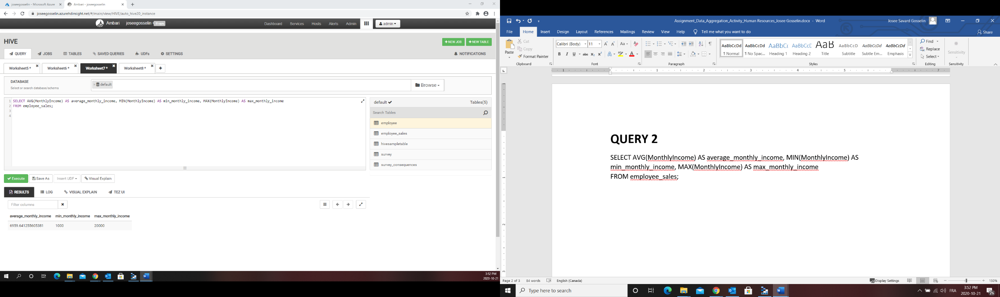 joseegosselin - Microsoft Azure
Ambari - joseegosselin
joseegosselin.azurehdinsight.net/#/main/view/HIVE/auto_hive20_instance
Ambari joseegosselin 0 ops
Dashboard Services Hosts Alerts Admin admin
HIVE
NEW JOB NEW TABLE
QUERY JOBS TABLES SAVED QUERIES UDFs SETTINGS NOTIFICATIONS
Worksheet5 * Worksheet6 * Worksheet7 * Worksheet8 *
DATABASE
Select or search database/schema
default
Browse
1 SELECT AVG(MonthlyIncome) AS average_monthly_income, MIN(MonthlyIncome) AS min_monthly_income, MAX(MonthlyIncome) AS max_monthly_income
2 FROM employee_sales;
3
4
default Tables(5)
Search Tables
employee
employee_sales
hivesampletable
survey
survey_consequences
Execute Save As Insert UDF Visual Explain
RESULTS LOG VISUAL EXPLAIN TEZ UI
Filter columns
average_monthly_income min_monthly_income max_monthly_income
6959.641255605381 1000 20000
3:52 PM
2020-10-21
Assignment_Data_Aggregation_Activity_Human Resources_Josee Gosselin.docx - Word
Josee Savard Gosselin
File Home Insert Design Layout References Mailings Review View Help Tell me what you want to do
Share
Paste
Cut
Copy
Format Painter
Clipboard
Calibri (Body) 11
Font
Paragraph
AaBbCcDd AaBbCcDd AaBbCc AaBbCcE AaB AaBbCcD AaBbCcDd AaBbCcDd
¶ Normal ¶ No Spac... Heading 1 Heading 2 Title Subtitle Subtle Em... Emphasis
Styles
Find
Replace
Select
Editing
Sensitivity
Sensitivity
1 1 2 3 4 5 7
QUERY 2
SELECT AVG(MonthlyIncome) AS average_monthly_income, MIN(MonthlyIncome) AS
min_monthly_income, MAX(MonthlyIncome) AS max_monthly_income
FROM employee_sales;
Page 2 of 3 84 words English (Canada)
Display Settings
150%
Type here to search
FRA
3:52 PM
2020-10-21
26